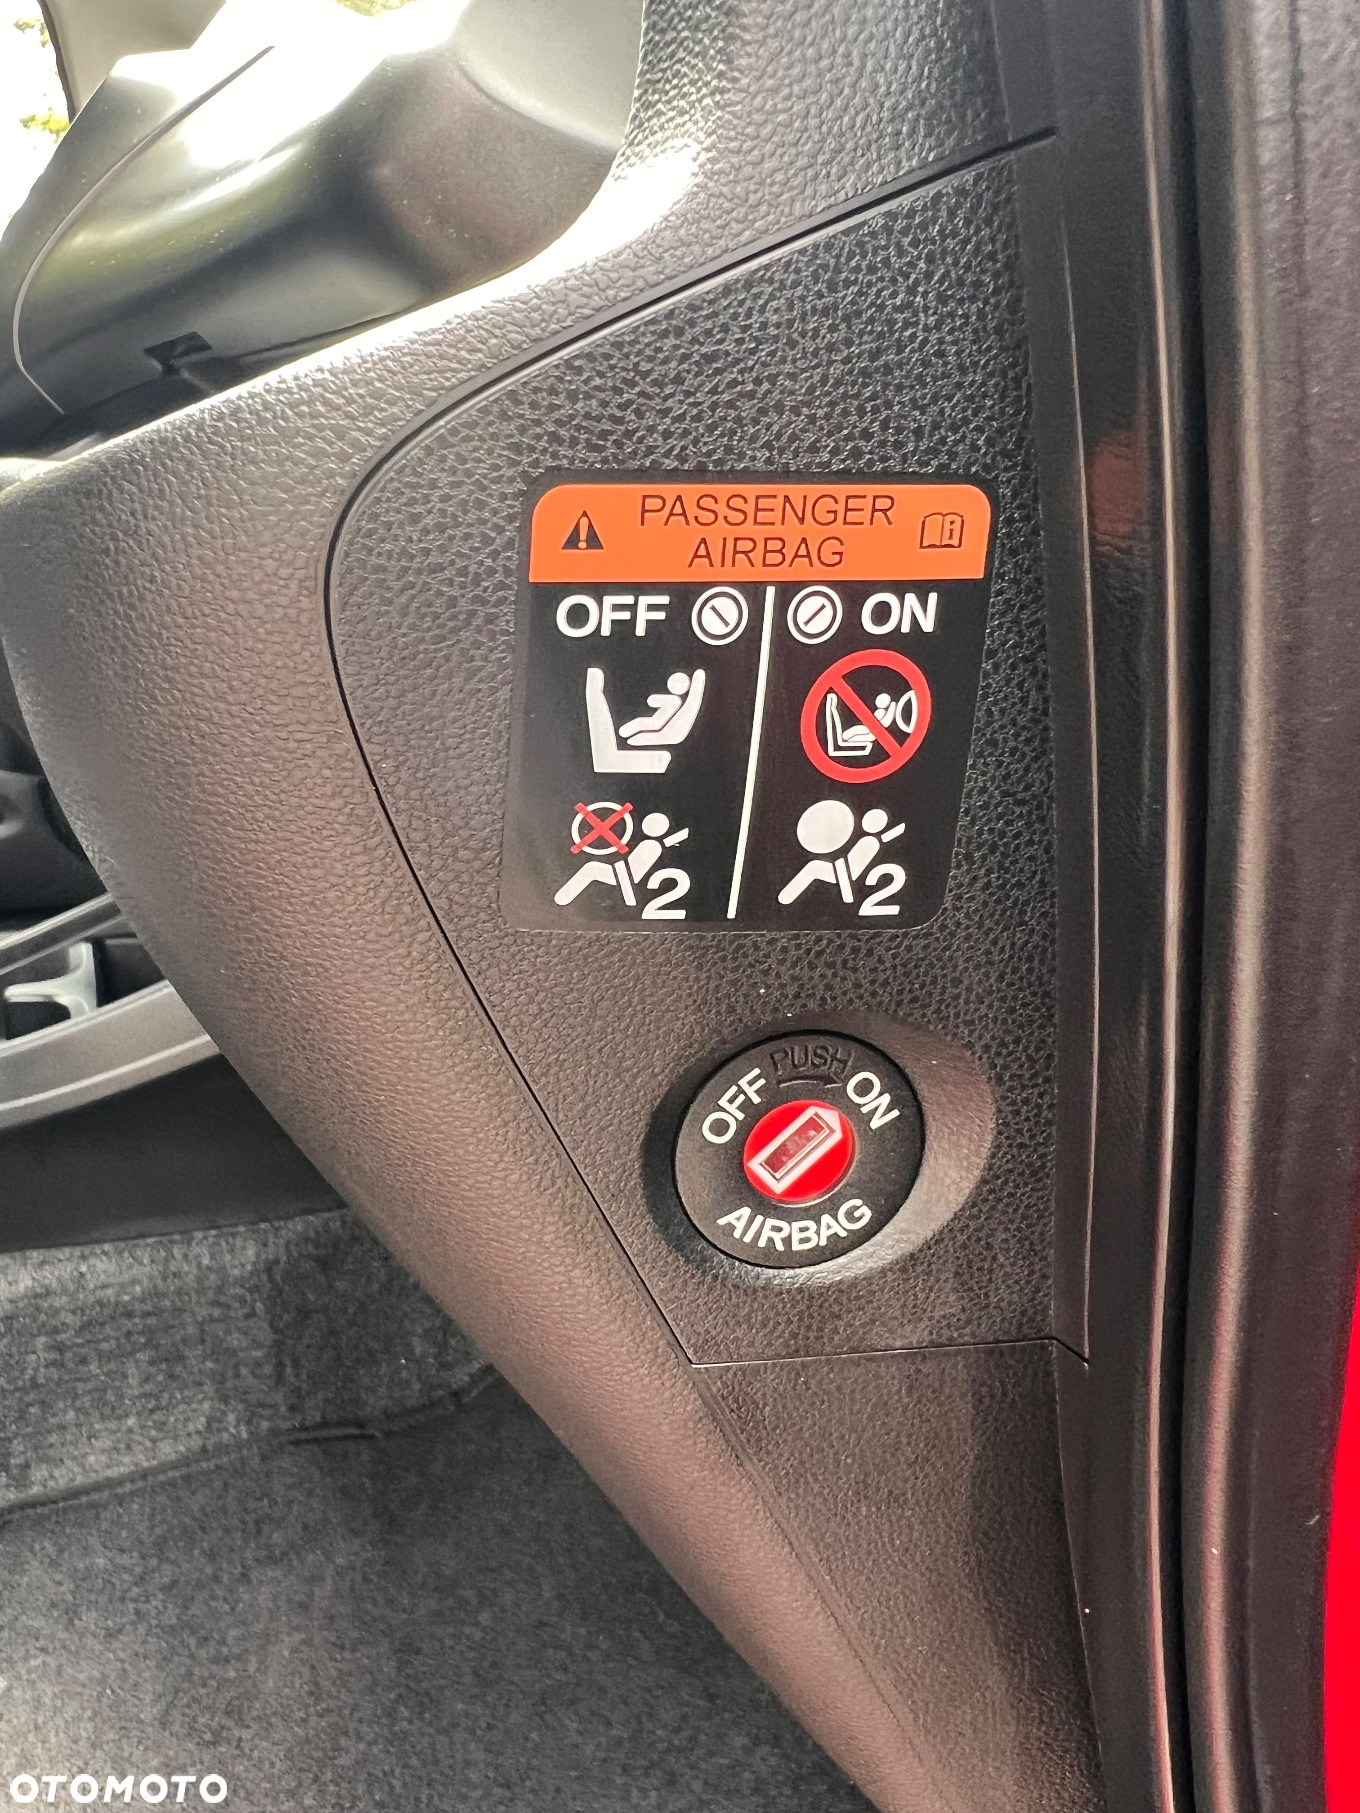 PASSENGER
AIRBAG
OFF ON
2 2
PUSH
OFF ON
AIRBAG
OTOMOTO